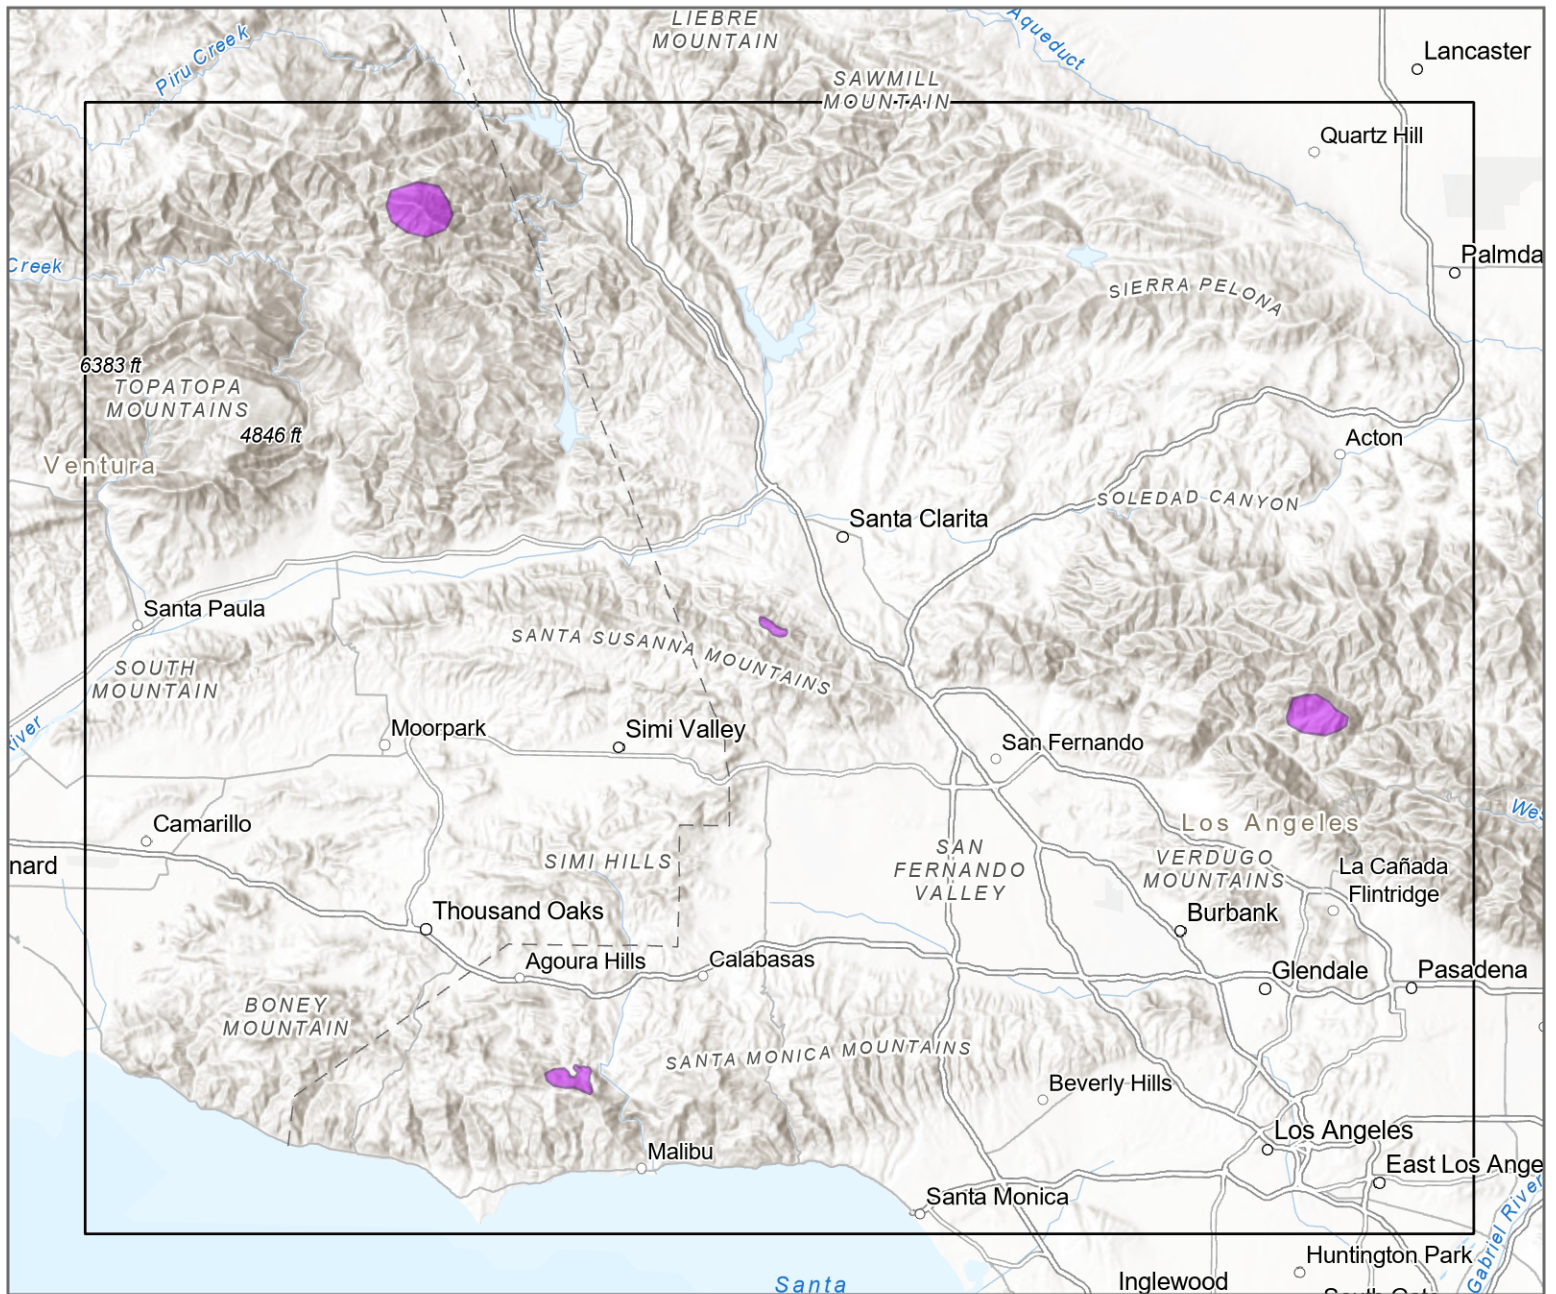 LIEBRE
MOUNTAIN
Aqueduct
Piru Creek
Lancaster
SAWMILL
MOUNTAIN
Quartz Hill
Palmda
Creek
SIERRA PELONA
6383 ft
TOPATOPA
MOUNTAINS
4846 ft
Acton
Ventura
SOLEDAD CANYON
Santa Clarita
Santa Paula
SANTA SUSANNA MOUNTAINS
SOUTH
MOUNTAIN
River
Moorpark
Simi Valley
San Fernando
Wes
Camarillo
Los Angeles
nard
SIMI HILLS
SAN
FERNANDO
VALLEY
VERDUGO
MOUNTAINS
La Cañada
Flintridge
Thousand Oaks
Burbank
Agoura Hills
Calabasas
Glendale
Pasadena
BONEY
MOUNTAIN
SANTA MONICA MOUNTAINS
Beverly Hills
Los Angeles
Malibu
East Los Ange
Santa Monica
Gabriel River
Huntington Park
Santa
Inglewood
South Gate